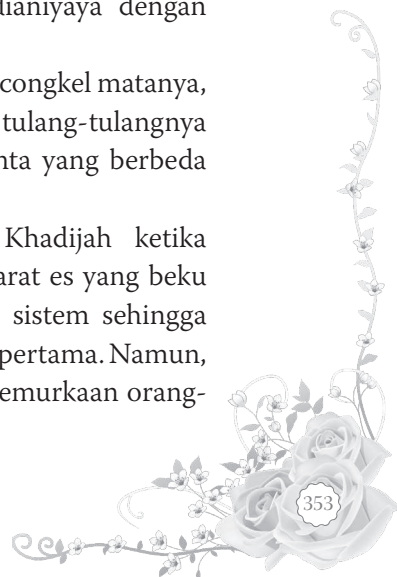 dianiyaya dengan
congkel matanya,
tulang-tulangnya
nta yang berbeda
Khadijah ketika
arat es yang beku
sistem sehingga
pertama. Namun,
emurkaan orang-
353